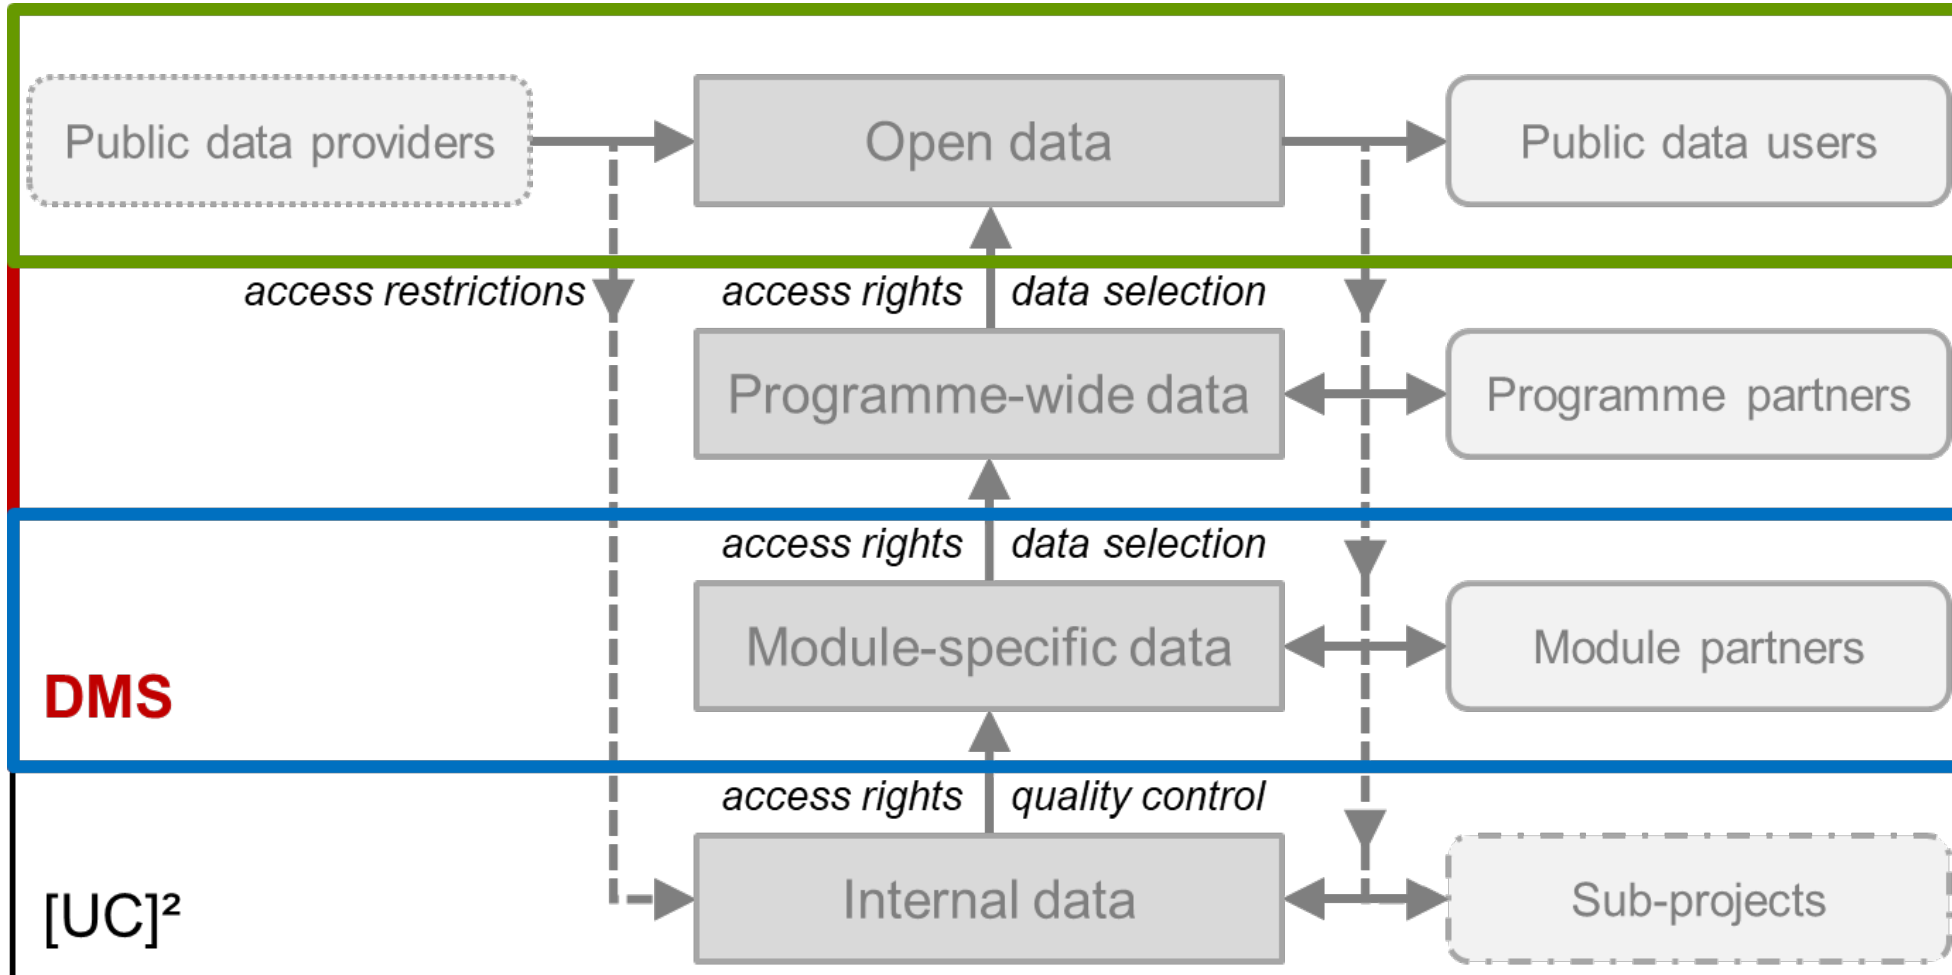 Public data providers
Open data
Public data users
access restrictions
access rights
data selection
Programme-wide data
Programme partners
access rights
data selection
Module-specific data
Module partners
DMS
access rights
quality control
Internal data
Sub-projects
[UC]²